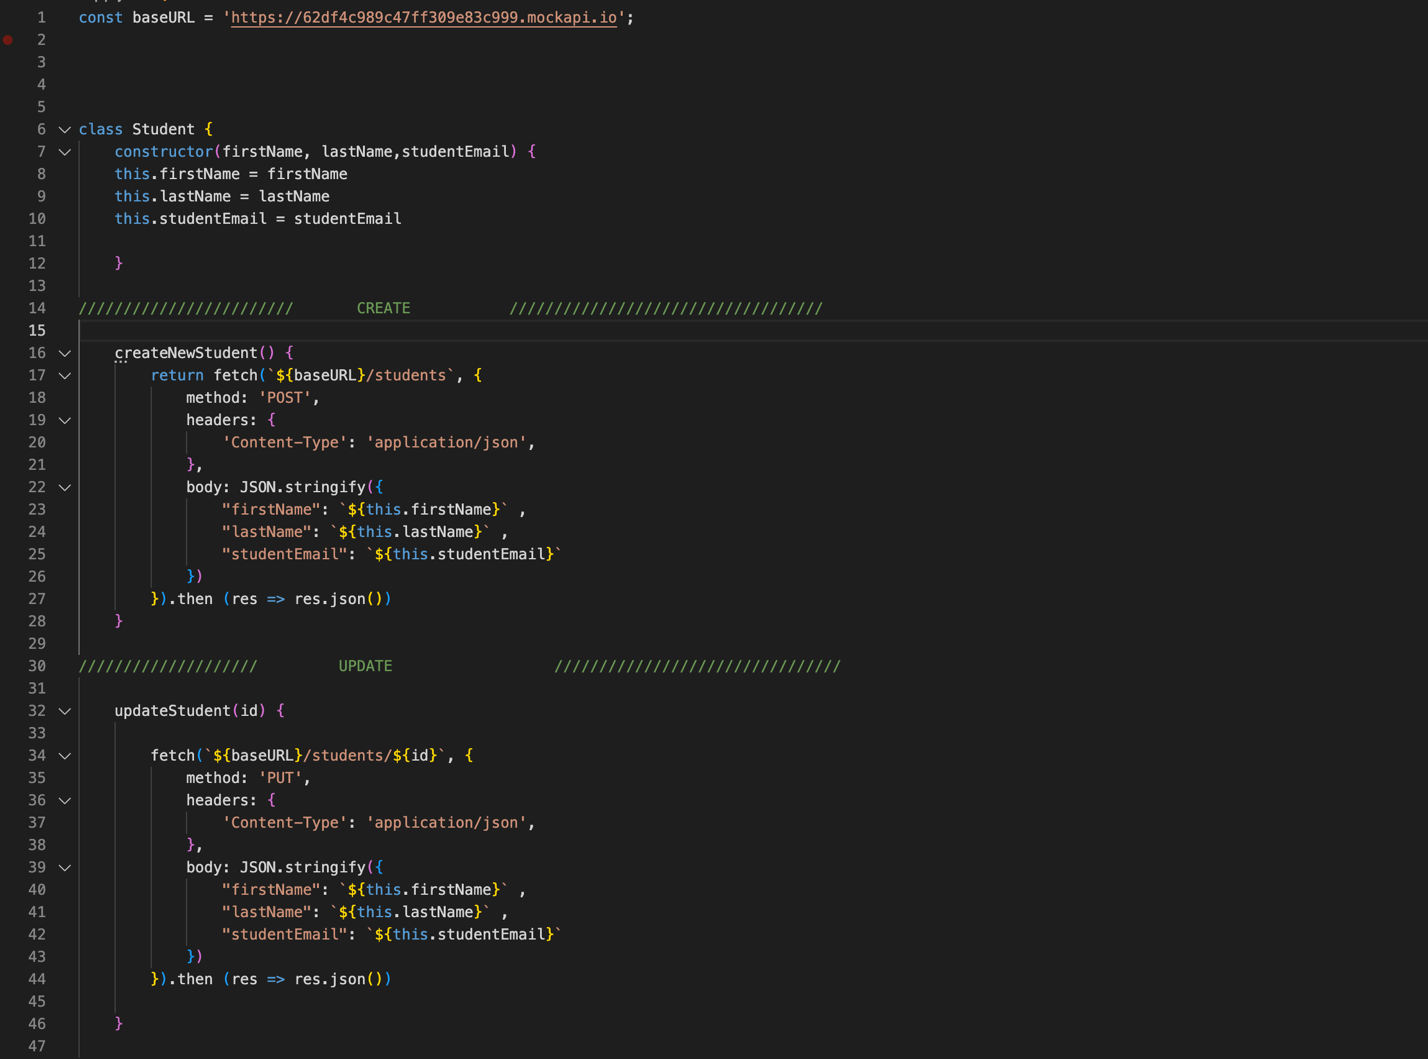 1 const baseURL = 'https://62df4c989c47ff309e83c999.mockapi.io';
2
3
4
5
6 class Student {
7     constructor(firstName, lastName,studentEmail) {
8     this.firstName = firstName
9     this.lastName = lastName
10     this.studentEmail = studentEmail
11
12     }
13
14 ////////////////////////       CREATE           ///////////////////////////////////
15
16     createNewStudent() {
17         return fetch(`${baseURL}/students`, {
18             method: 'POST',
19             headers: {
20                 'Content-Type': 'application/json',
21             },
22             body: JSON.stringify({
23                 "firstName": `${this.firstName}` ,
24                 "lastName": `${this.lastName}` ,
25                 "studentEmail": `${this.studentEmail}`
26             })
27         }).then (res => res.json())
28     }
29
30 ////////////////////         UPDATE                  ////////////////////////////////
31
32     updateStudent(id) {
33
34         fetch(`${baseURL}/students/${id}`, {
35             method: 'PUT',
36             headers: {
37                 'Content-Type': 'application/json',
38             },
39             body: JSON.stringify({
40                 "firstName": `${this.firstName}` ,
41                 "lastName": `${this.lastName}` ,
42                 "studentEmail": `${this.studentEmail}`
43             })
44         }).then (res => res.json())
45
46     }
47